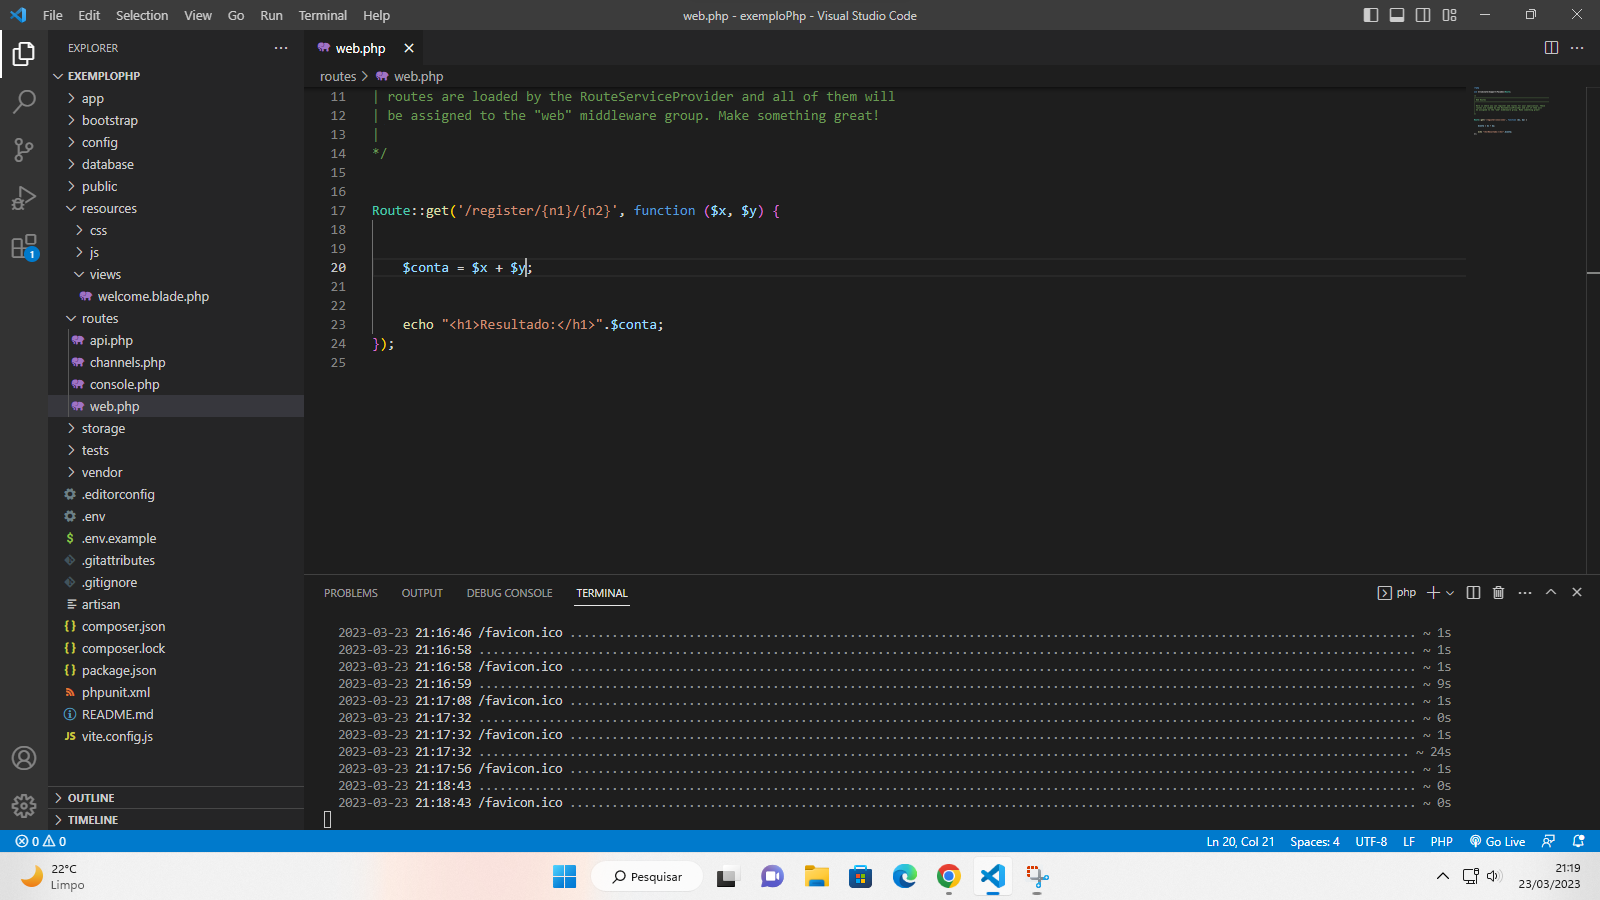 File Edit Selection View Go Run Terminal Help
web.php - exemploPhp - Visual Studio Code
EXPLORER
EXEMPLOPHP
app
bootstrap
config
database
public
resources
css
js
views
welcome.blade.php
routes
api.php
channels.php
console.php
web.php
storage
tests
vendor
.editorconfig
.env
$ .env.example
.gitattributes
.gitignore
artisan
{} composer.json
{} composer.lock
{} package.json
phpunit.xml
README.md
JS vite.config.js
OUTLINE
TIMELINE
1
web.php
routes > web.php
11 | routes are loaded by the RouteServiceProvider and all of them will
12 | be assigned to the "web" middleware group. Make something great!
13 |
14 */
15
16
17 Route::get('/register/{n1}/{n2}', function ($x, $y) {
18
19
20 $conta = $x + $y;
21
22
23 echo "<h1>Resultado:</h1>".$conta;
24 });
25
PROBLEMS OUTPUT DEBUG CONSOLE TERMINAL
php
2023-03-23 21:16:46 /favicon.ico ........ ~ 1s
2023-03-23 21:16:58 ........ ~ 1s
2023-03-23 21:16:58 /favicon.ico ........ ~ 1s
2023-03-23 21:16:59 ........ ~ 9s
2023-03-23 21:17:08 /favicon.ico ........ ~ 1s
2023-03-23 21:17:32 ........ ~ 0s
2023-03-23 21:17:32 /favicon.ico ........ ~ 1s
2023-03-23 21:17:32 ........ ~ 24s
2023-03-23 21:17:56 /favicon.ico ........ ~ 1s
2023-03-23 21:18:43 ........ ~ 0s
2023-03-23 21:18:43 /favicon.ico ........ ~ 0s
0 0
Ln 20, Col 21 Spaces: 4 UTF-8 LF PHP Go Live
22°C
Limpo
Pesquisar
21:19
23/03/2023